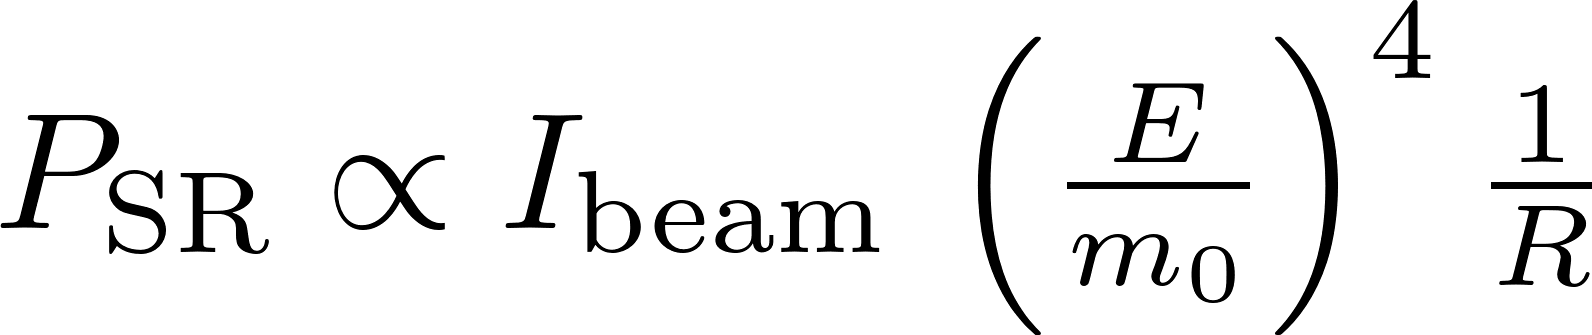 P_SR ∝ I_beam (E/m_0)^4 1/R